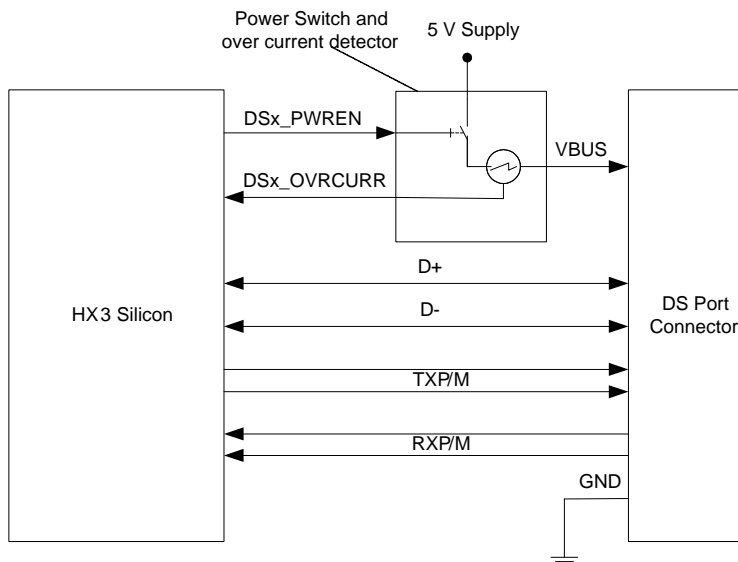 Power Switch and
over current detector
5 V Supply
DSx_PWREN
VBUS
DSx_OVRCURR
D+
HX3 Silicon
D-
DS Port
Connector
TXP/M
RXP/M
GND